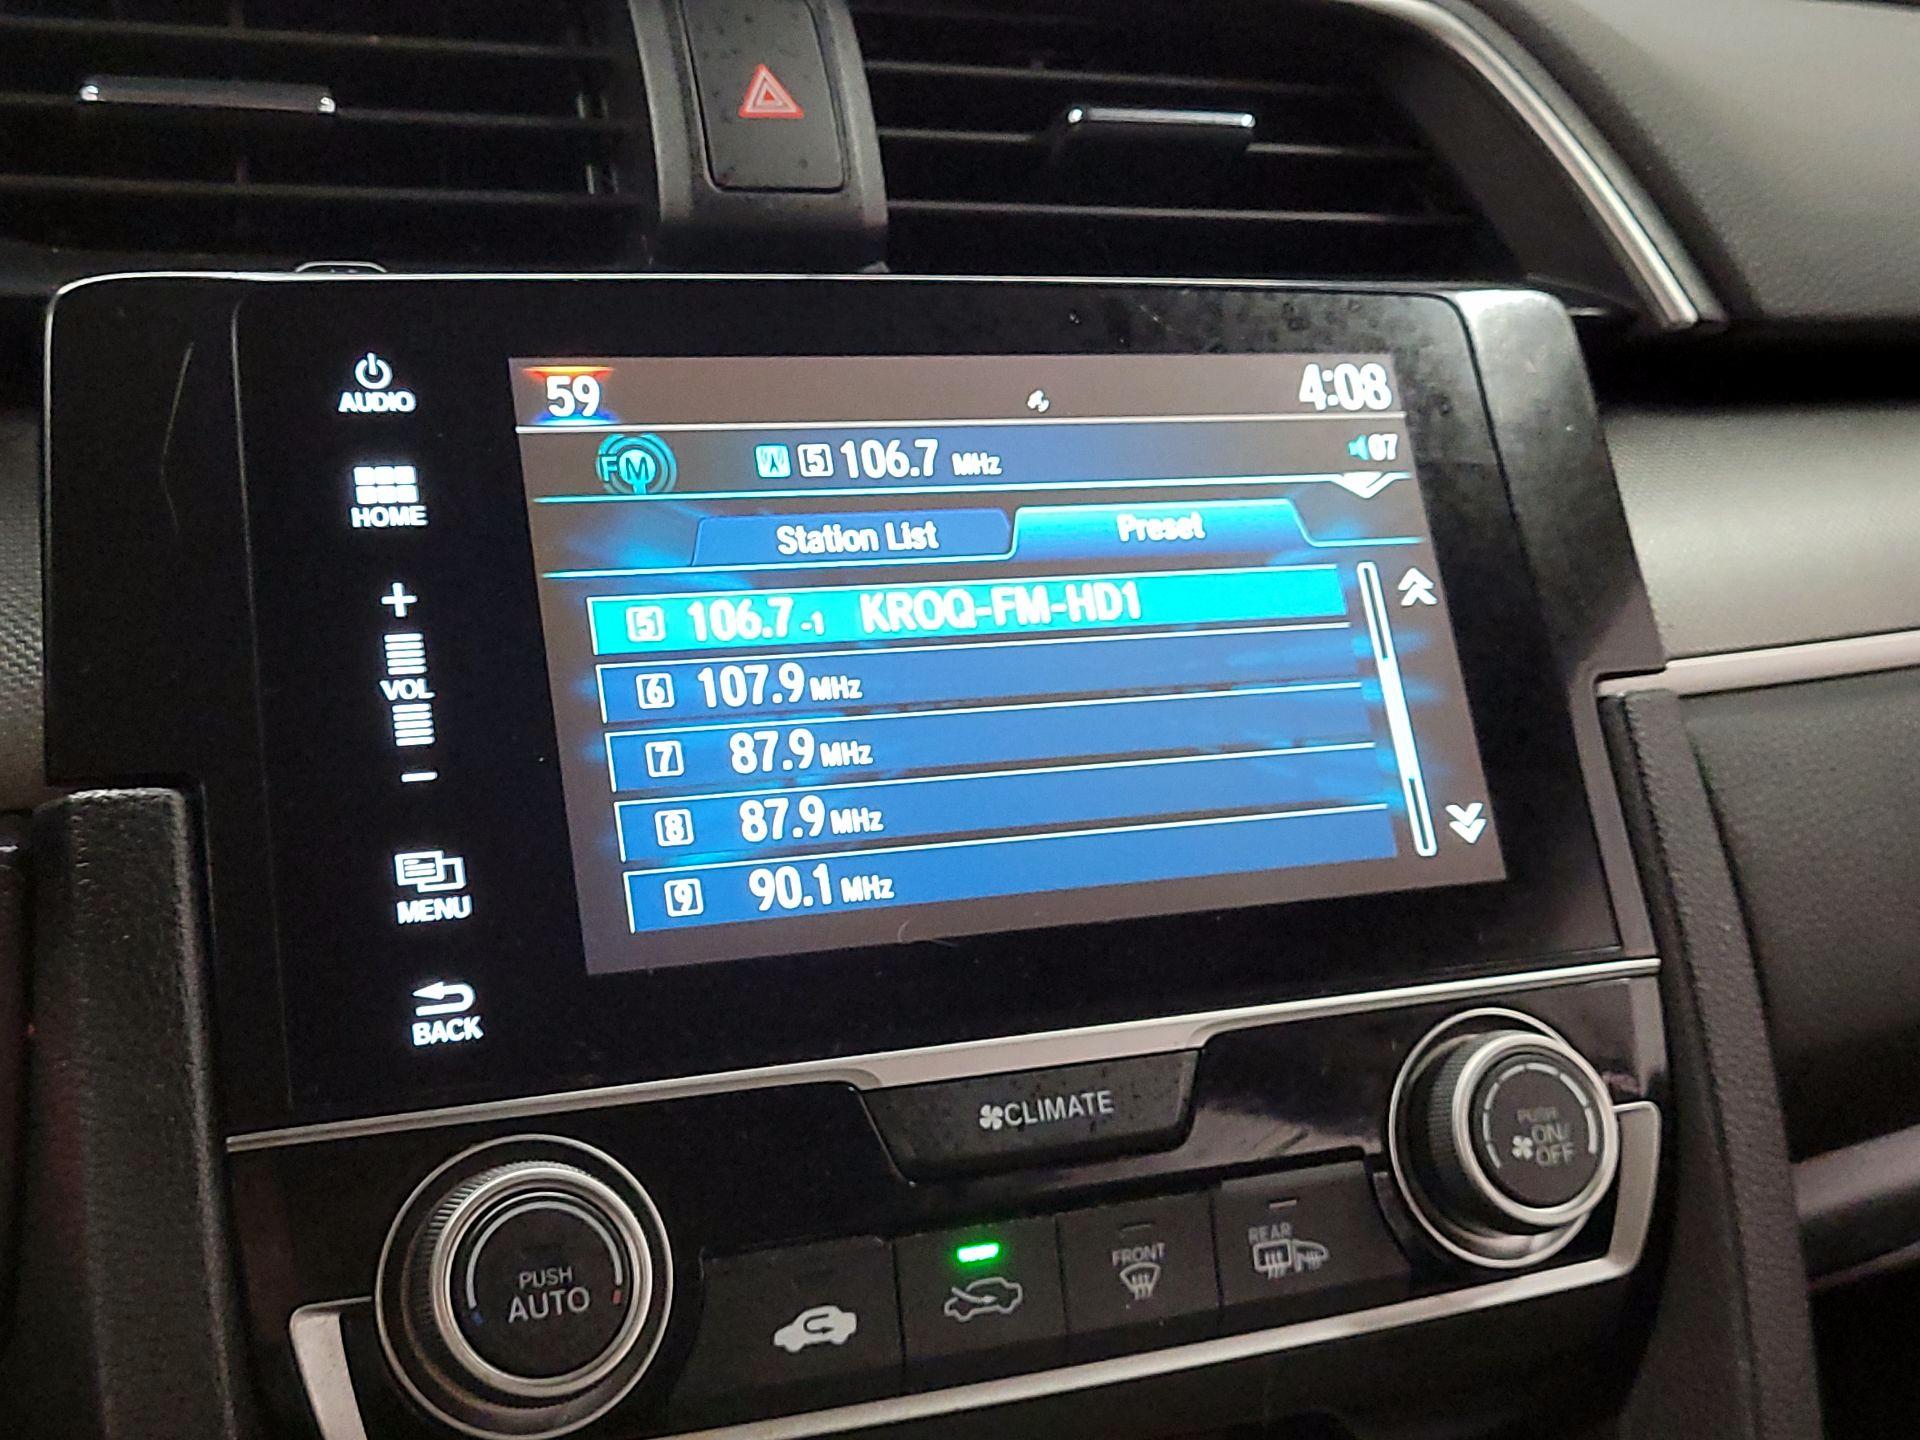 59
4:08
FM 5 106.7 MHz 07
Station List Preset
5 106.7 -1 KROQ-FM-HD1
6 107.9 MHz
7 87.9 MHz
8 87.9 MHz
9 90.1 MHz
AUDIO
HOME
+
VOL
−
MENU
BACK
CLIMATE
PUSH
AUTO
FRONT
REAR
PUSH
ON/
OFF